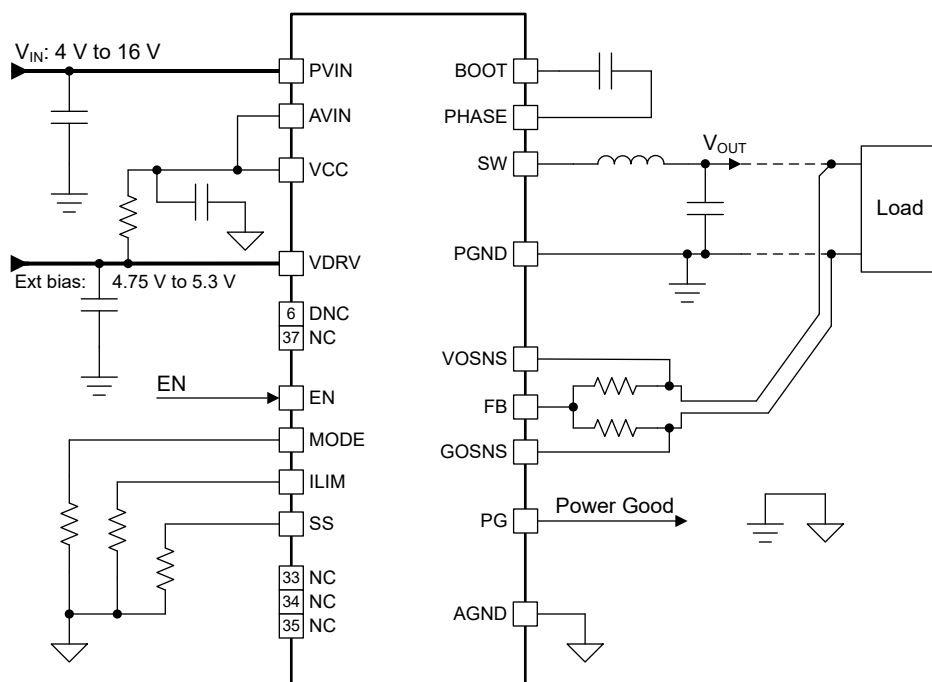 V_IN: 4 V to 16 V
PVIN
AVIN
VCC
VDRV
Ext bias: 4.75 V to 5.3 V
6 DNC
37 NC
EN
EN
MODE
ILIM
SS
33 NC
34 NC
35 NC
BOOT
PHASE
SW
V_OUT
Load
PGND
VOSNS
FB
GOSNS
PG
Power Good
AGND